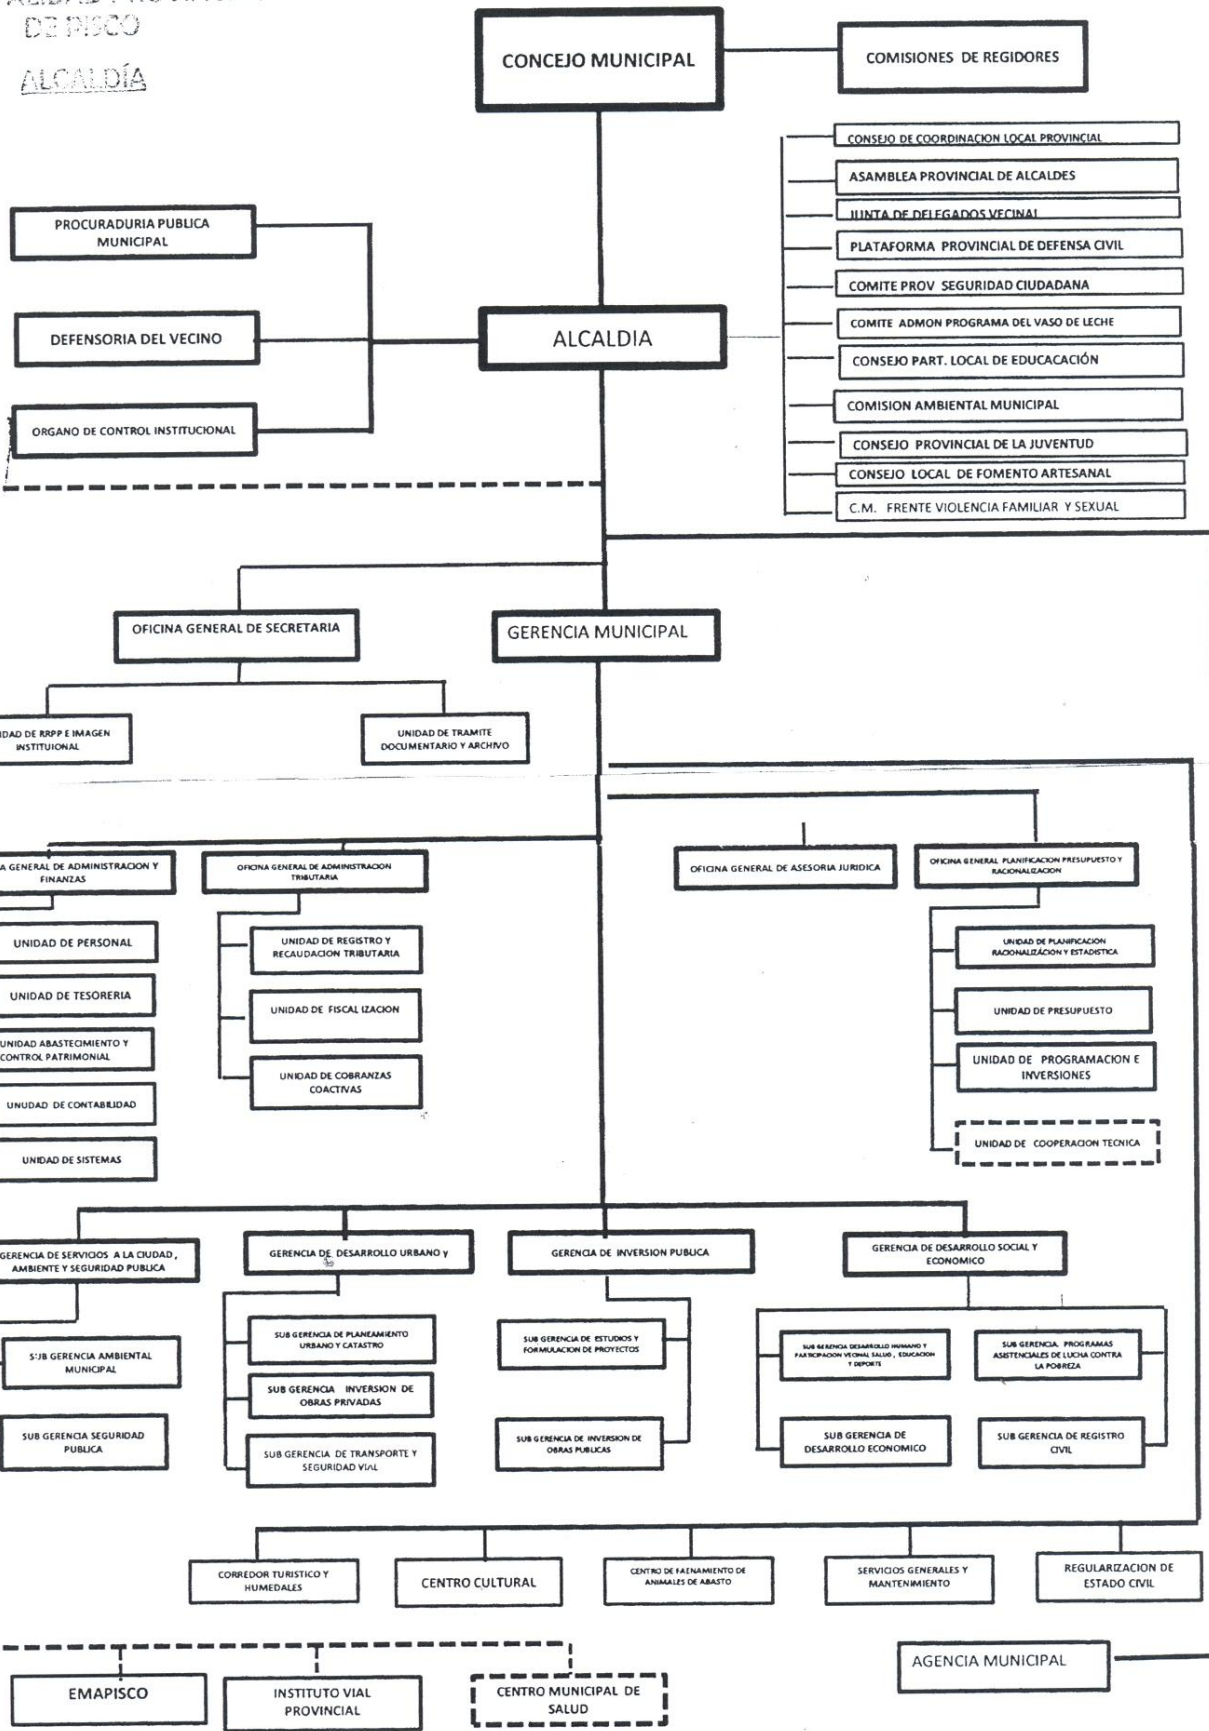 DE PISCO
ALCALDÍA
CONCEJO MUNICIPAL
COMISIONES DE REGIDORES
CONSEJO DE COORDINACION LOCAL PROVINCIAL
ASAMBLEA PROVINCIAL DE ALCALDES
JUNTA DE DELEGADOS VECINAL
PLATAFORMA PROVINCIAL DE DEFENSA CIVIL
COMITE PROV SEGURIDAD CIUDADANA
COMITE ADMON PROGRAMA DEL VASO DE LECHE
CONSEJO PART. LOCAL DE EDUCACACIÓN
COMISION AMBIENTAL MUNICIPAL
CONSEJO PROVINCIAL DE LA JUVENTUD
CONSEJO LOCAL DE FOMENTO ARTESANAL
C.M. FRENTE VIOLENCIA FAMILIAR Y SEXUAL
PROCURADURIA PUBLICA
MUNICIPAL
DEFENSORIA DEL VECINO
ORGANO DE CONTROL INSTITUCIONAL
ALCALDIA
OFICINA GENERAL DE SECRETARIA
GERENCIA MUNICIPAL
DE RRPP E IMAGEN
INSTITUIONAL
UNIDAD DE TRAMITE
DOCUMENTARIO Y ARCHIVO
GENERAL DE ADMINISTRACION Y
FINANZAS
OFICINA GENERAL DE ADMINISTRACION
TRIBUTARIA
OFICINA GENERAL DE ASESORIA JURIDICA
OFICINA GENERAL PLANIFICACION PRESUPUESTO Y
RACIONALIZACION
UNIDAD DE PERSONAL
UNIDAD DE TESORERIA
UNIDAD ABASTECIMIENTO Y
CONTROL PATRIMONIAL
UNUDAD DE CONTABILIDAD
UNIDAD DE SISTEMAS
UNIDAD DE REGISTRO Y
RECAUDACION TRIBUTARIA
UNIDAD DE FISCALIZACION
UNIDAD DE COBRANZAS
COACTIVAS
UNIDAD DE PLANIFICACION
RACIONALIZÁCION Y ESTADISTICA
UNIDAD DE PRESUPUESTO
UNIDAD DE PROGRAMACION E
INVERSIONES
UNIDAD DE COOPERACION TECNICA
GERENCIA DE SERVICIOS A LA CIUDAD,
AMBIENTE Y SEGURIDAD PUBLICA
GERENCIA DE DESARROLLO URBANO y
GERENCIA DE INVERSION PUBLICA
GERENCIA DE DESARROLLO SOCIAL Y
ECONOMICO
SUB GERENCIA AMBIENTAL
MUNICIPAL
SUB GERENCIA SEGURIDAD
PUBLICA
SUB GERENCIA DE PLANEAMIENTO
URBANO Y CATASTRO
SUB GERENCIA INVERSION DE
OBRAS PRIVADAS
SUB GERENCIA DE TRANSPORTE Y
SEGURIDAD VIAL
SUB GERENCIA DE ESTUDIOS Y
FORMULACION DE PROYECTOS
SUB GERENCIA DE INVERSION DE
OBRAS PUBLICAS
SUB GERENCIA DESARROLLO HUMANO Y
PARTICIPACION VECINAL SALUD, EDUCACION
Y DEPORTE
SUB GERENCIA DE
DESARROLLO ECONOMICO
SUB GERENCIA. PROGRAMAS
ASISTENCIALES DE LUCHA CONTRA
LA POBREZA
SUB GERENCIA DE REGISTRO
CIVIL
CORREDOR TURISTICO Y
HUMEDALES
CENTRO CULTURAL
CENTRO DE FAENAMIENTO DE
ANIMALES DE ABASTO
SERVICIOS GENERALES Y
MANTENIMIENTO
REGULARIZACION DE
ESTADO CIVIL
EMAPISCO
INSTITUTO VIAL
PROVINCIAL
CENTRO MUNICIPAL DE
SALUD
AGENCIA MUNICIPAL